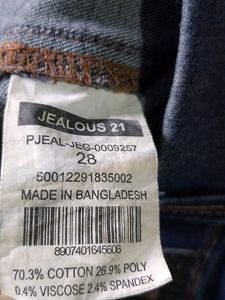 JEALOUS 21
PJEAL-JEG-0009257
28
50012291835002
MADE IN BANGLADESH
8907401645606
70.3% COTTON 26.9% POLY
0.4% VISCOSE 2.4% SPANDEX